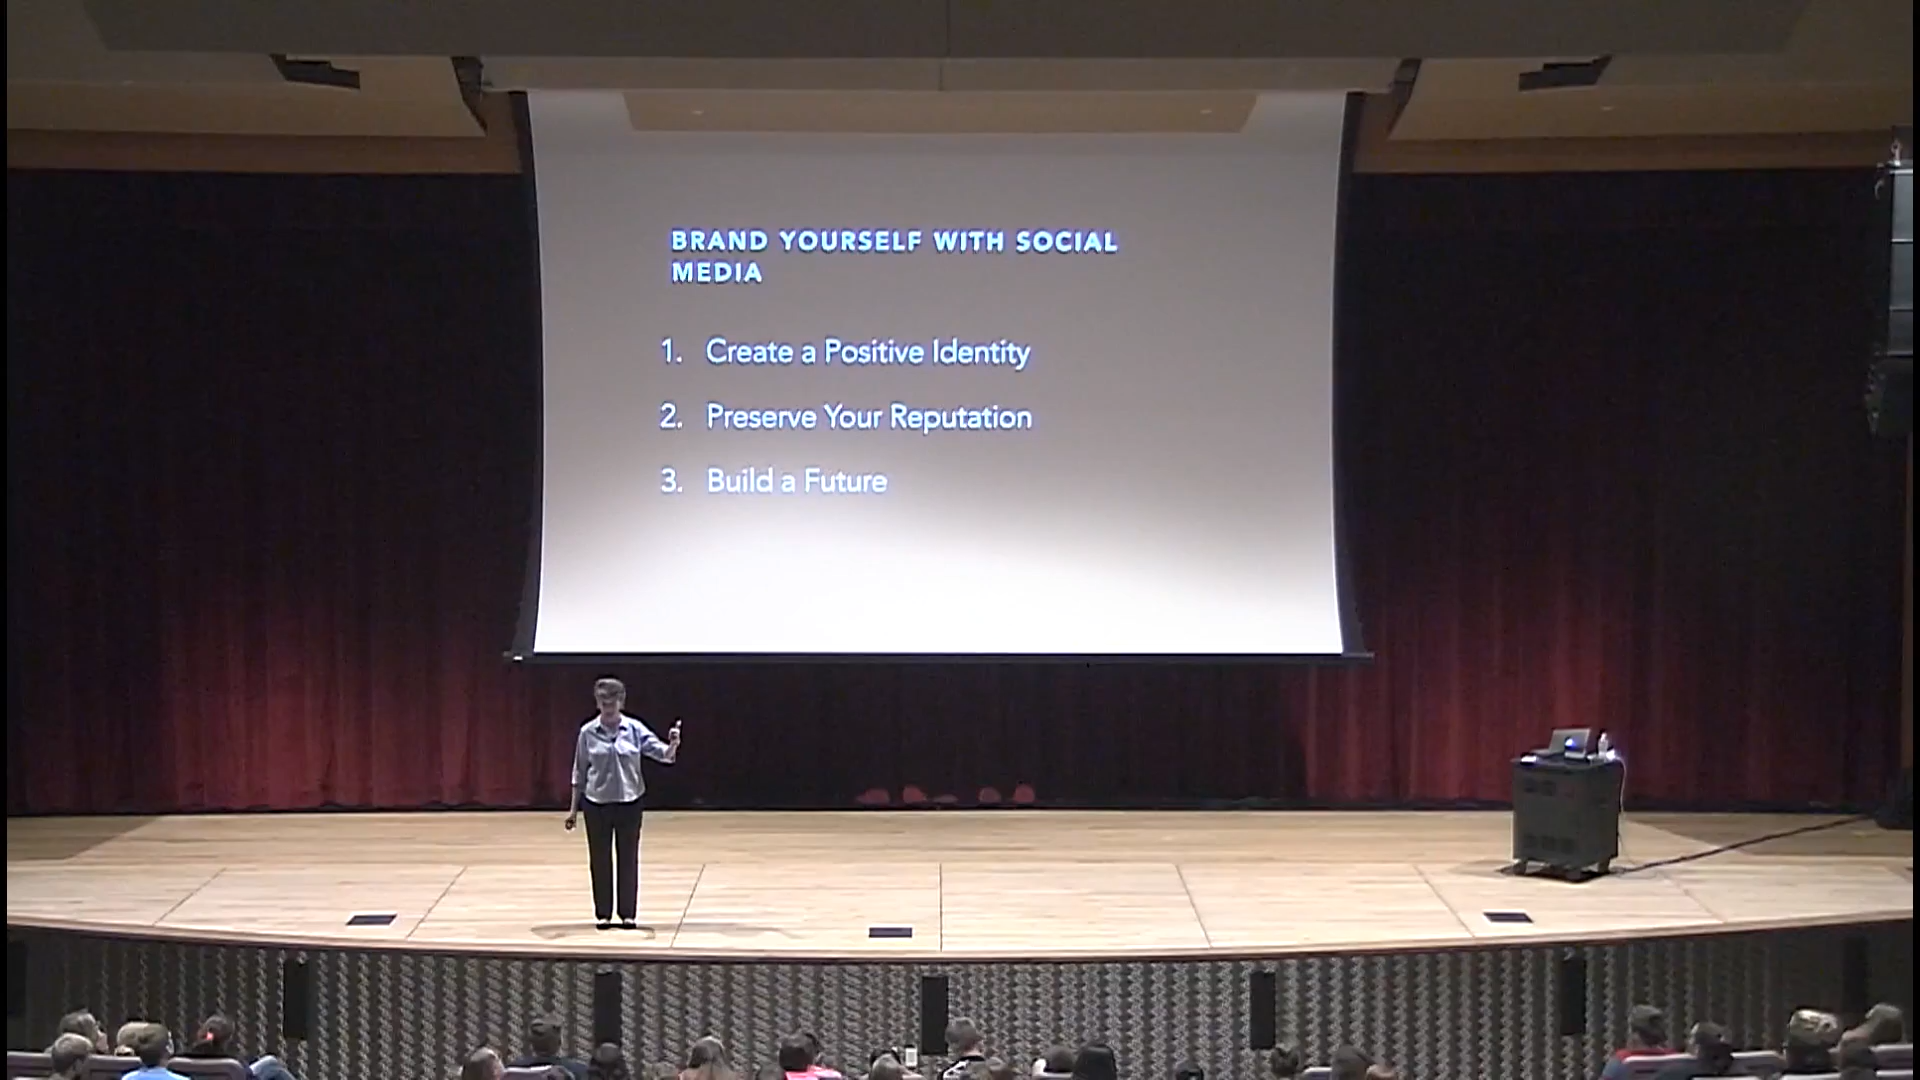 BRAND YOURSELF WITH SOCIAL
MEDIA
1. Create a Positive Identity
2. Preserve Your Reputation
3. Build a Future